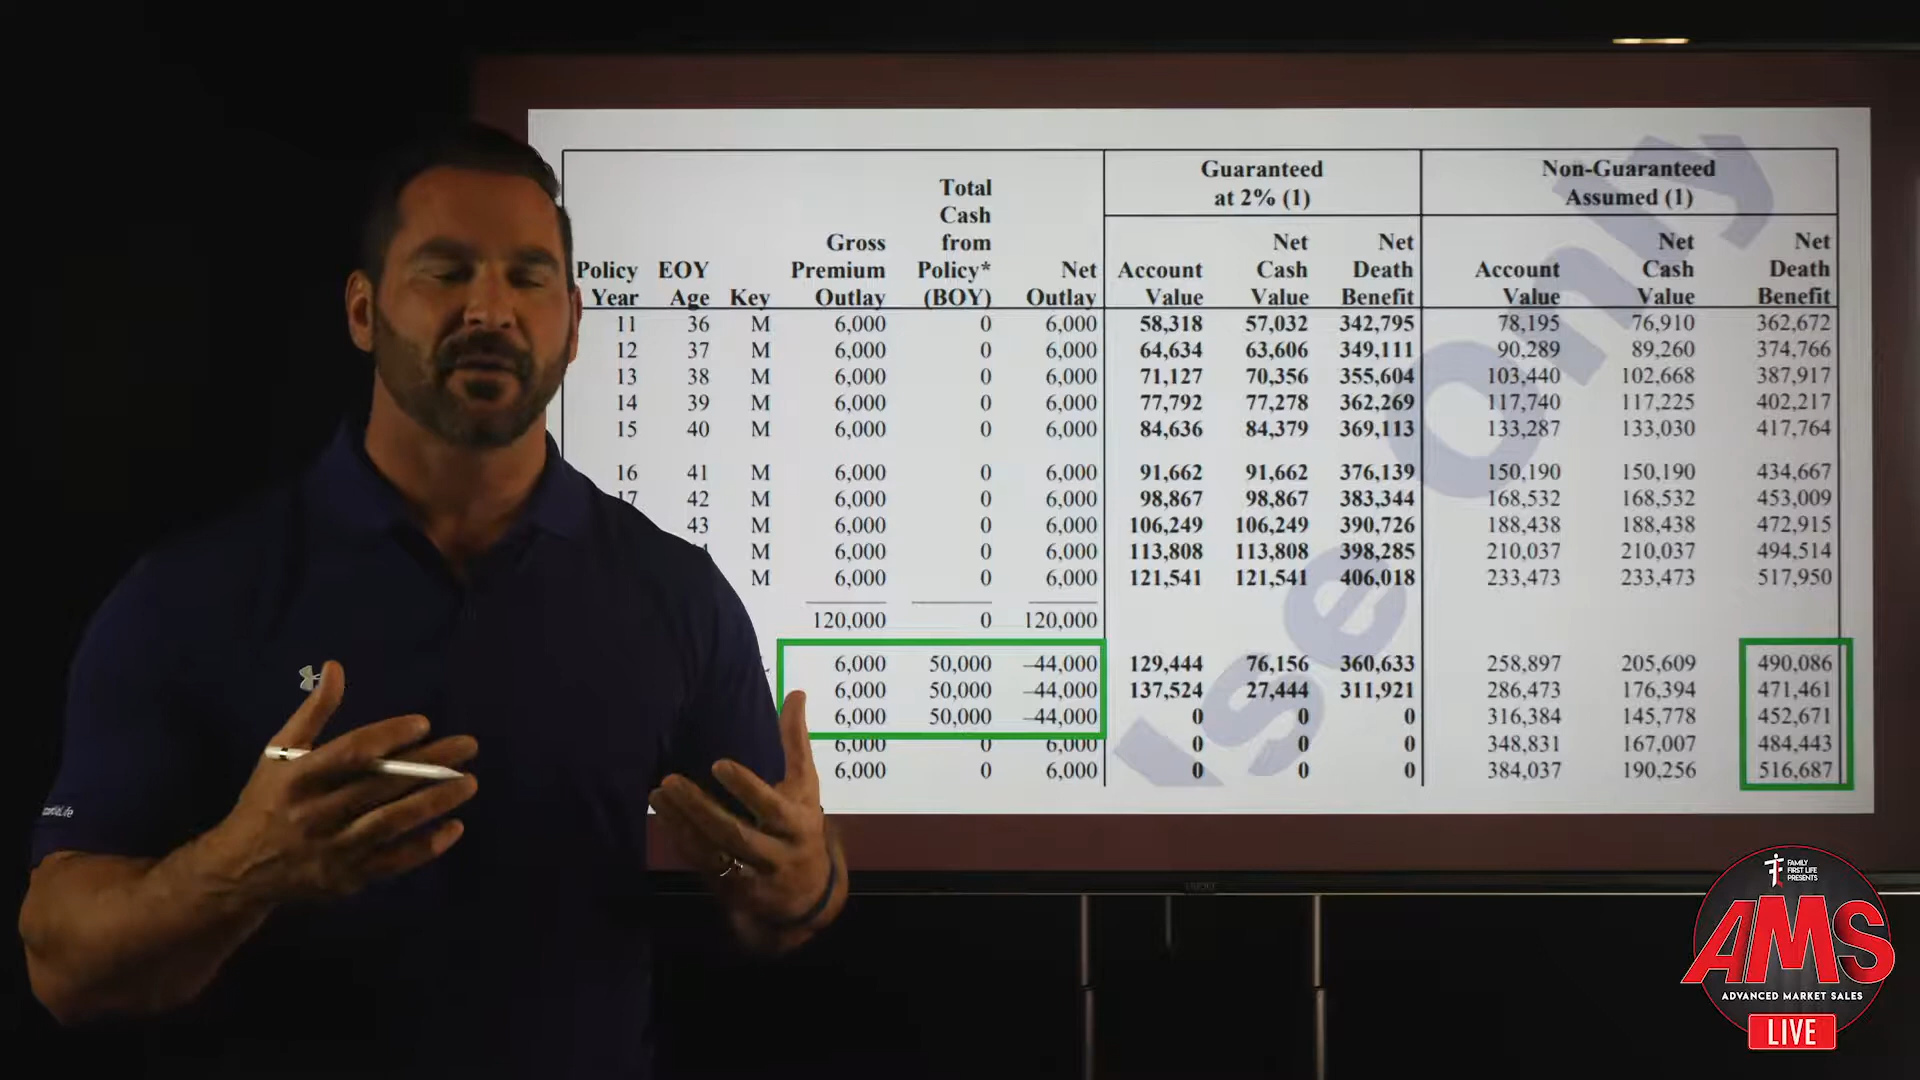 Guaranteed
at 2% (1)
Non-Guaranteed
Assumed (1)
Policy Year
EOY Age
Key
Gross Premium Outlay
Total Cash from Policy* (BOY)
Net Outlay
Account Value
Net Cash Value
Net Death Benefit
Account Value
Net Cash Value
Net Death Benefit
11 36 M 6,000 0 6,000 58,318 57,032 342,795 78,195 76,910 362,672
12 37 M 6,000 0 6,000 64,634 63,606 349,111 90,289 89,260 374,766
13 38 M 6,000 0 6,000 71,127 70,356 355,604 103,440 102,668 387,917
14 39 M 6,000 0 6,000 77,792 77,278 362,269 117,740 117,225 402,217
15 40 M 6,000 0 6,000 84,636 84,379 369,113 133,287 133,030 417,764
16 41 M 6,000 0 6,000 91,662 91,662 376,139 150,190 150,190 434,667
17 42 M 6,000 0 6,000 98,867 98,867 383,344 168,532 168,532 453,009
43 M 6,000 0 6,000 106,249 106,249 390,726 188,438 188,438 472,915
M 6,000 0 6,000 113,808 113,808 398,285 210,037 210,037 494,514
M 6,000 0 6,000 121,541 121,541 406,018 233,473 233,473 517,950
120,000 0 120,000
6,000 50,000 –44,000 129,444 76,156 360,633 258,897 205,609 490,086
6,000 50,000 –44,000 137,524 27,444 311,921 286,473 176,394 471,461
6,000 50,000 –44,000 0 0 0 316,384 145,778 452,671
6,000 0 6,000 0 0 0 348,831 167,007 484,443
6,000 0 6,000 0 0 0 384,037 190,256 516,687
Use Only
FAMILY
FIRST LIFE
PRESENTS
AMS
ADVANCED MARKET SALES
LIVE